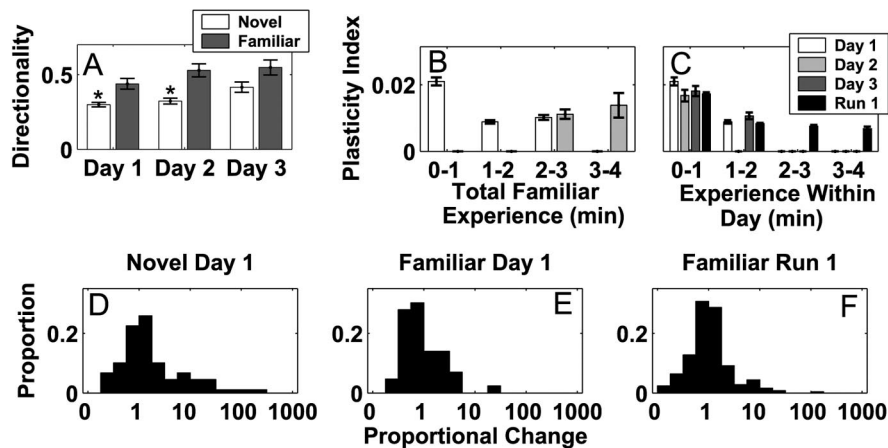 Novel
Familiar
A
Directionality
0.5
0
Day 1 Day 2 Day 3
*
*
B
Plasticity Index
0.02
0
0-1 1-2 2-3 3-4
Total Familiar
Experience (min)
C
Day 1
Day 2
Day 3
Run 1
0-1 1-2 2-3 3-4
Experience Within
Day (min)
Novel Day 1
D
Proportion
0.2
0
0 1 10 100 1000
Familiar Day 1
E
0.2
0
0 1 10 100 1000
Proportional Change
Familiar Run 1
F
0.2
0
0 1 10 100 1000